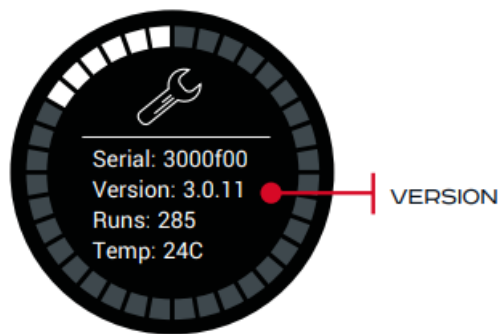 Serial: 3000f00
Version: 3.0.11
Runs: 285
Temp: 24C
VERSION